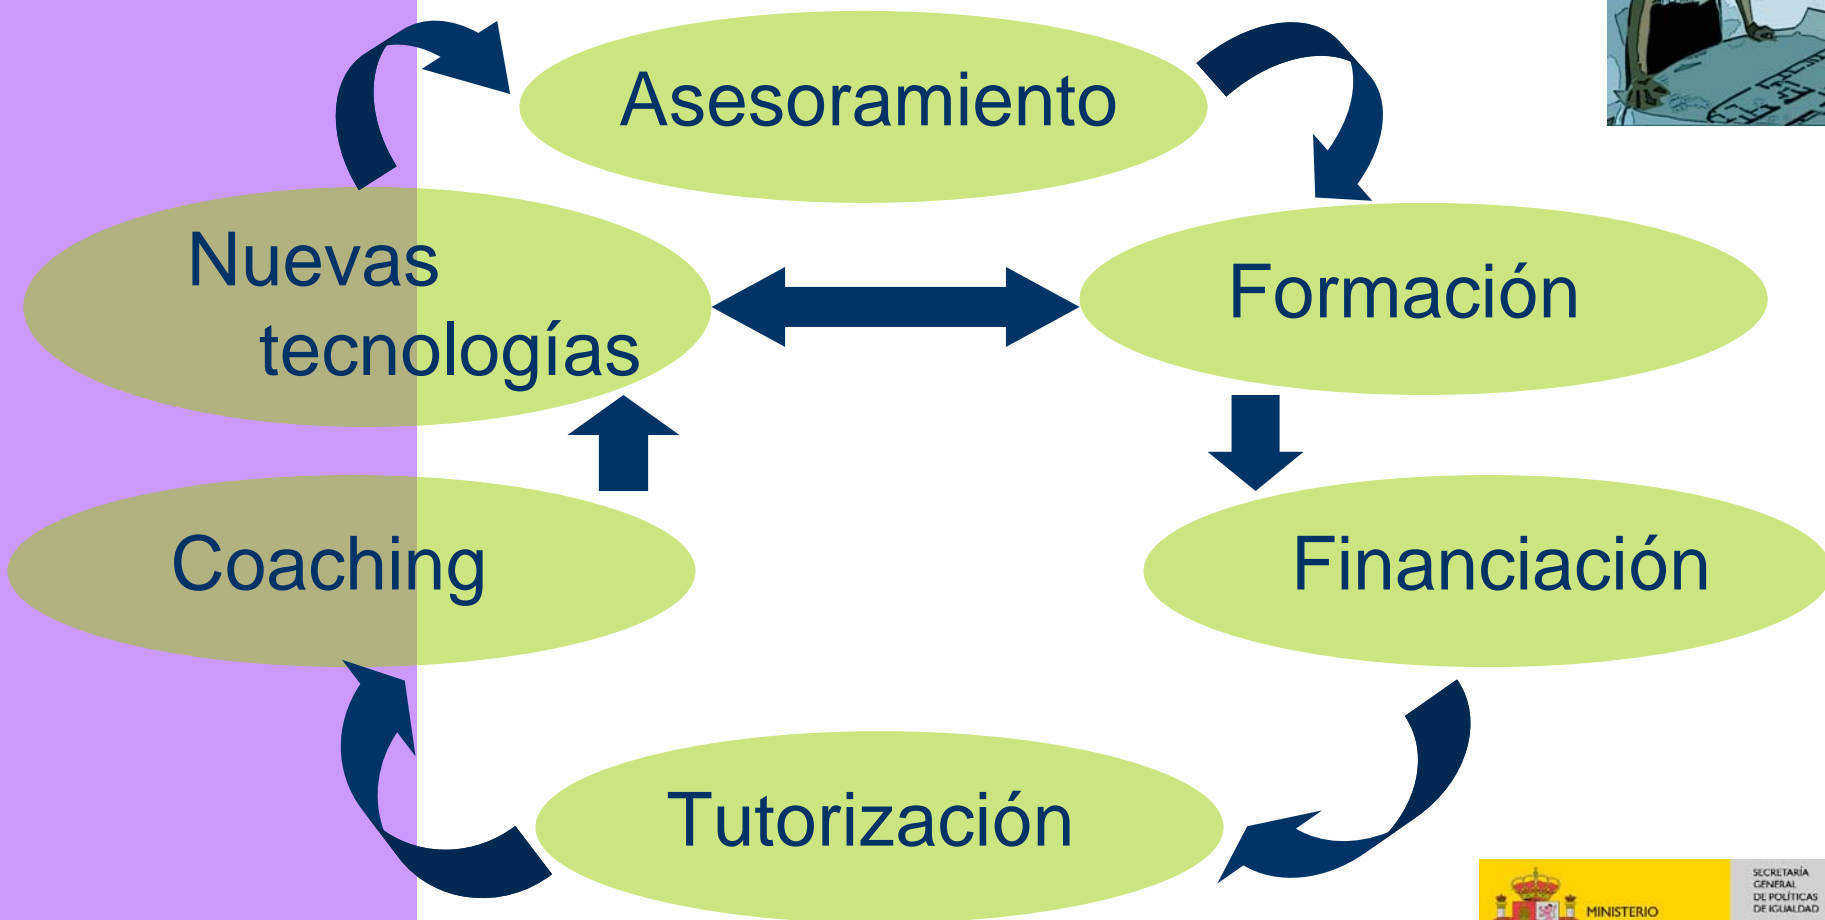 Asesoramiento
Nuevas
tecnologías
Formación
Coaching
Financiación
Tutorización
MINISTERIO
SECRETARÍA
GENERAL
DE POLÍTICAS
DE IGUALDAD